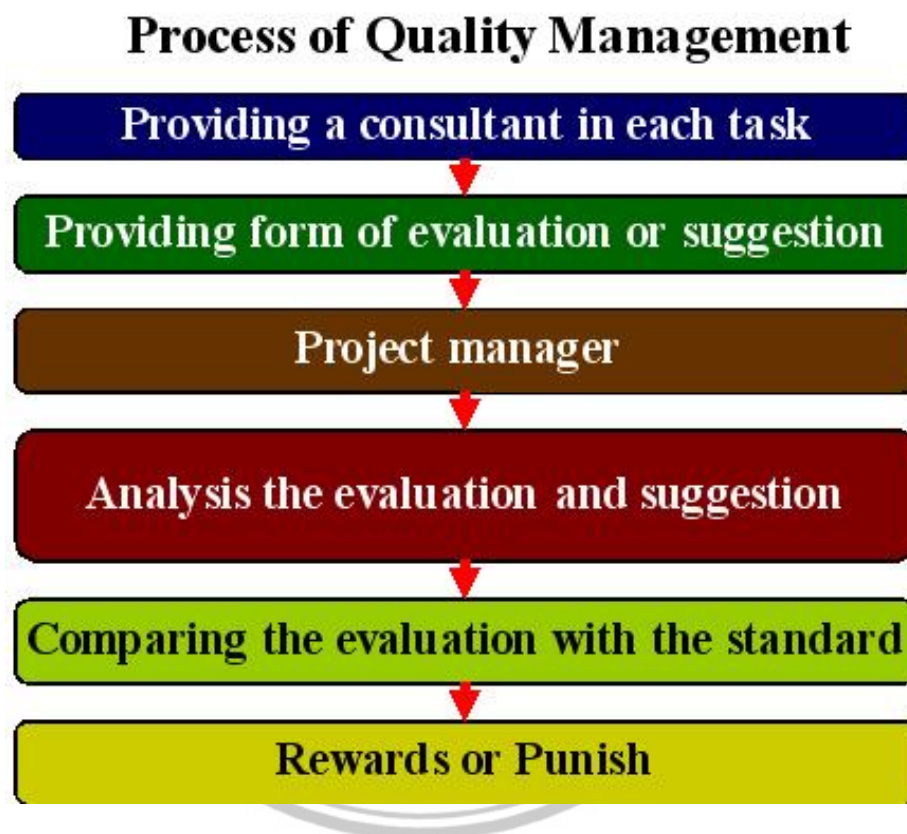 Process of Quality Management
Providing a consultant in each task
Providing form of evaluation or suggestion
Project manager
Analysis the evaluation and suggestion
Comparing the evaluation with the standard
Rewards or Punish